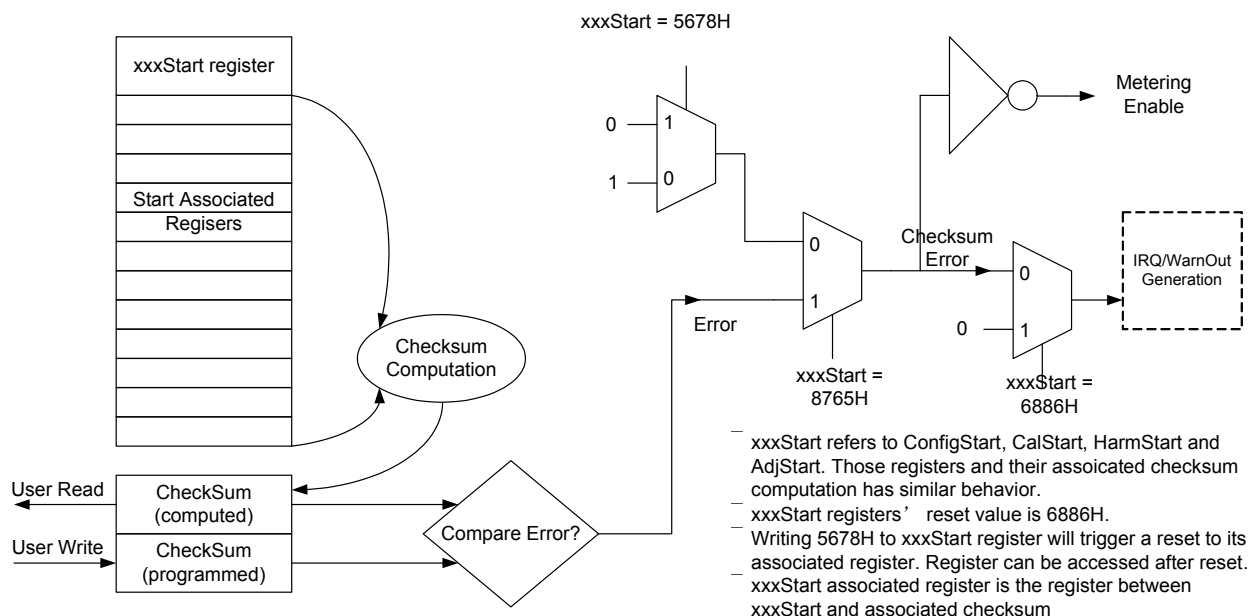 xxxStart = 5678H
xxxStart register
Start Associated
Regisers
Checksum
Computation
User Read
CheckSum
(computed)
User Write
CheckSum
(programmed)
Compare Error?
0
1
1
0
Error
0
1
xxxStart =
8765H
Metering
Enable
Checksum
Error
0
0
1
xxxStart =
6886H
IRQ/WarnOut
Generation
xxxStart refers to ConfigStart, CalStart, HarmStart and
AdjStart. Those registers and their assoicated checksum
computation has similar behavior.
xxxStart registers’ reset value is 6886H.
Writing 5678H to xxxStart register will trigger a reset to its
associated register. Register can be accessed after reset.
xxxStart associated register is the register between
xxxStart and associated checksum